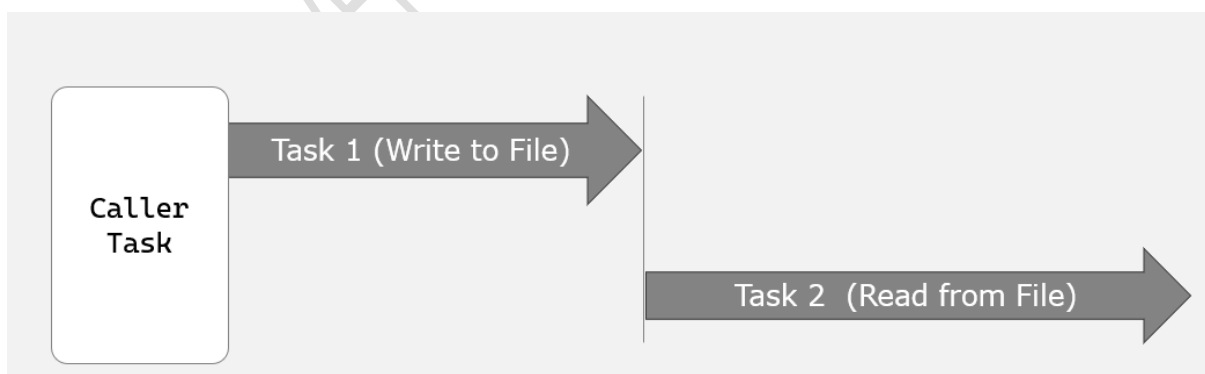 Task 1 (Write to File)
Caller
Task
Task 2  (Read from File)